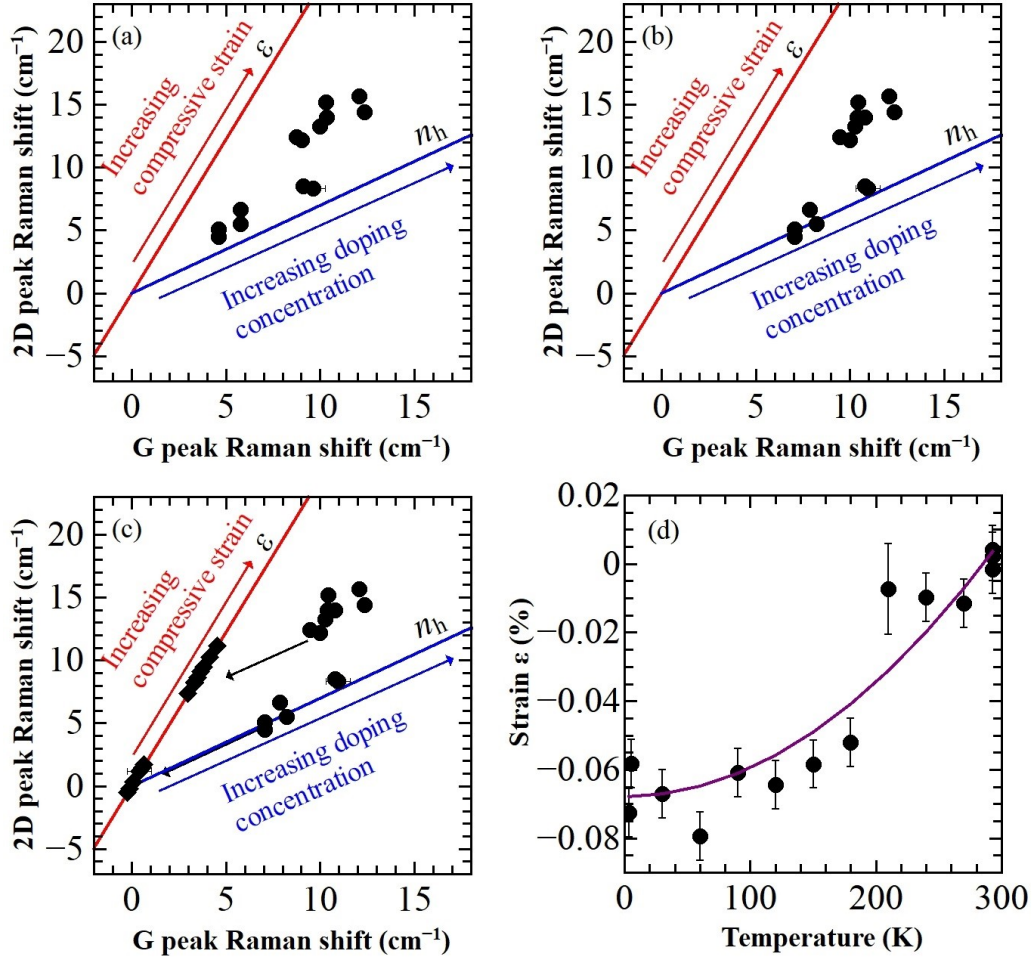 (a)
20
15
10
5
0
−5
0
5
10
15
2D peak Raman shift (cm⁻¹)
G peak Raman shift (cm⁻¹)
Increasing
compressive strain
ε
nₕ
Increasing doping
concentration
(b)
20
15
10
5
0
−5
0
5
10
15
2D peak Raman shift (cm⁻¹)
G peak Raman shift (cm⁻¹)
Increasing
compressive strain
ε
nₕ
Increasing doping
concentration
(c)
20
15
10
5
0
−5
0
5
10
15
2D peak Raman shift (cm⁻¹)
G peak Raman shift (cm⁻¹)
Increasing
compressive strain
ε
nₕ
Increasing doping
concentration
(d)
0.02
0
−0.02
−0.04
−0.06
−0.08
0
100
200
300
Strain ε (%)
Temperature (K)